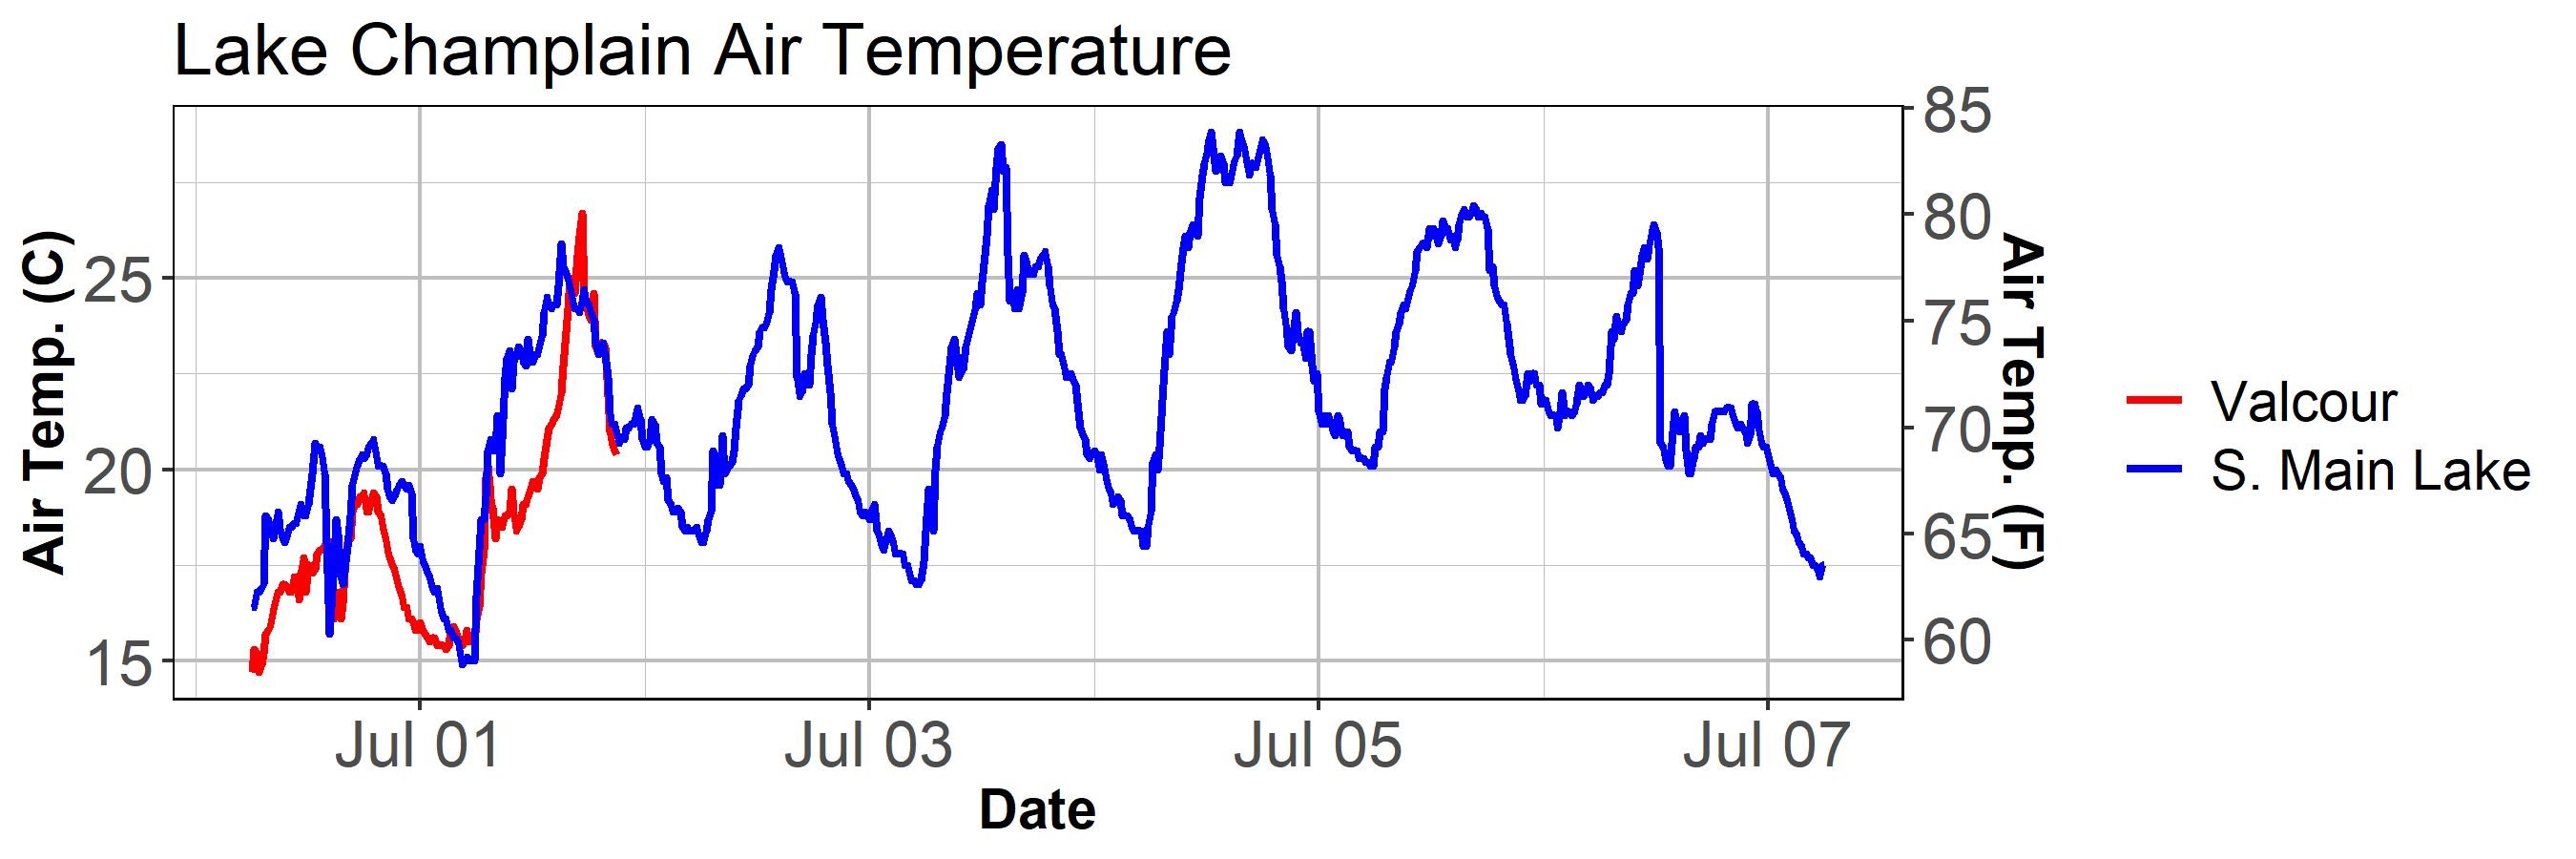 Lake Champlain Air Temperature
Air Temp. (C)
25
20
15
85
80
75
70
65
60
Air Temp. (F)
Jul 01
Jul 03
Jul 05
Jul 07
Date
Valcour
S. Main Lake